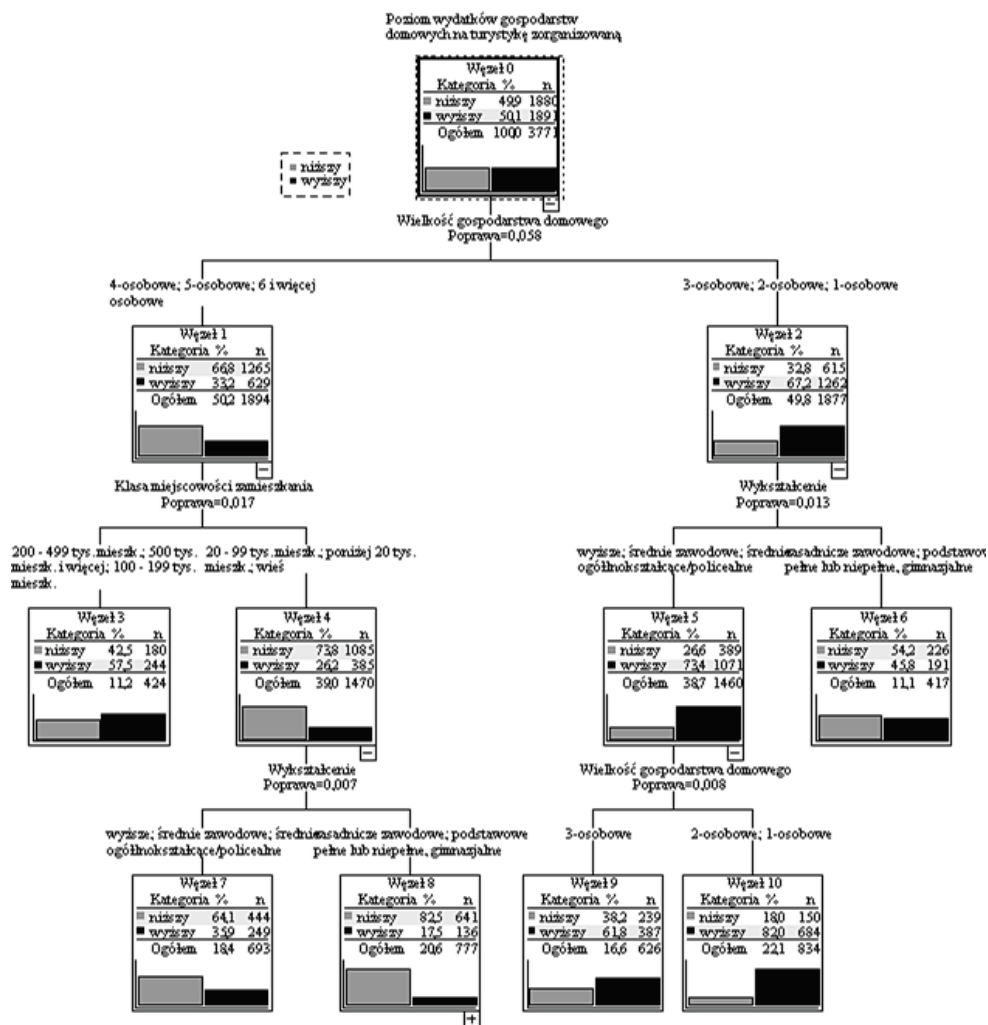 Poziom wydatków gospodarstw
domowych na turystykę zorganizowaną
Węzeł 0
Kategoria % n
niższy 49,9 1880
wyższy 50,1 1891
Ogółem 100,0 3771
niższy
wyższy
Wielkość gospodarstwa domowego
Poprawa=0,058
4-osobowe; 5-osobowe; 6 i więcej
osobowe
3-osobowe; 2-osobowe; 1-osobowe
Węzeł 1
Kategoria % n
niższy 66,8 1265
wyższy 33,2 629
Ogółem 50,2 1894
Węzeł 2
Kategoria % n
niższy 32,8 615
wyższy 67,2 1262
Ogółem 49,8 1877
Klasa miejscowości zamieszkania
Poprawa=0,017
Wykształcenie
Poprawa=0,013
200 - 499 tys. mieszk.; 500 tys.
mieszk. i więcej; 100 - 199 tys.
mieszk.
20 - 99 tys. mieszk.; poniżej 20 tys.
mieszk.; wieś
wyższe; średnie zawodowe; średnie
ogóllnokształcące/policealne
zasadnicze zawodowe; podstawowe
pełne lub niepełne, gimnazjalne
Węzeł 3
Kategoria % n
niższy 42,5 180
wyższy 57,5 244
Ogółem 11,2 424
Węzeł 4
Kategoria % n
niższy 73,8 1085
wyższy 26,2 385
Ogółem 39,0 1470
Węzeł 5
Kategoria % n
niższy 26,6 389
wyższy 73,4 1071
Ogółem 38,7 1460
Węzeł 6
Kategoria % n
niższy 54,2 226
wyższy 45,8 191
Ogółem 11,1 417
Wykształcenie
Poprawa=0,007
Wielkość gospodarstwa domowego
Poprawa=0,008
wyższe; średnie zawodowe; średnie
ogóllnokształcące/policealne
zasadnicze zawodowe; podstawowe
pełne lub niepełne, gimnazjalne
3-osobowe
2-osobowe; 1-osobowe
Węzeł 7
Kategoria % n
niższy 64,1 444
wyższy 35,9 249
Ogółem 18,4 693
Węzeł 8
Kategoria % n
niższy 82,5 641
wyższy 17,5 136
Ogółem 20,6 777
Węzeł 9
Kategoria % n
niższy 38,2 239
wyższy 61,8 387
Ogółem 16,6 626
Węzeł 10
Kategoria % n
niższy 18,0 150
wyższy 82,0 684
Ogółem 22,1 834